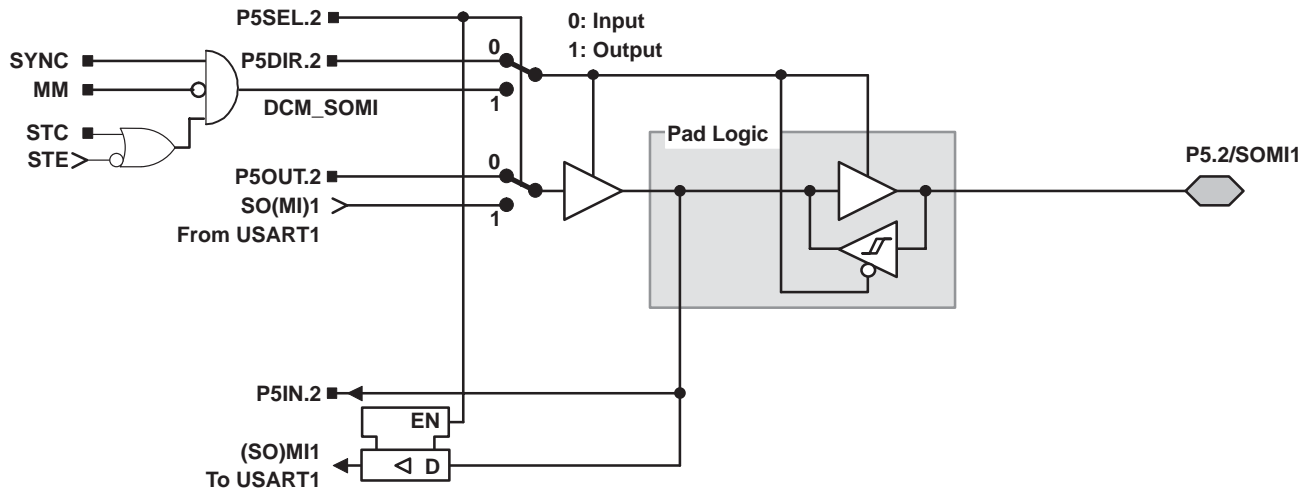 P5SEL.2
0: Input
1: Output
SYNC
P5DIR.2
0
MM
1
DCM_SOMI
STC
STE
Pad Logic
P5.2/SOMI1
P5OUT.2
0
SO(MI)1
1
From USART1
P5IN.2
EN
(SO)MI1
D
To USART1